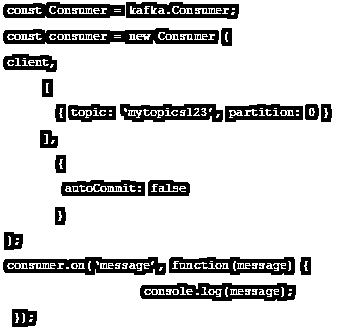 const Consumer = kafka.Consumer;
const consumer = new Consumer (
client,
[
{ topic: ‘mytopics123‘, partition: 0 }
],
{
autoCommit: false
}
);
consumer.on(‘message‘, function(message) {
console.log(message);
});